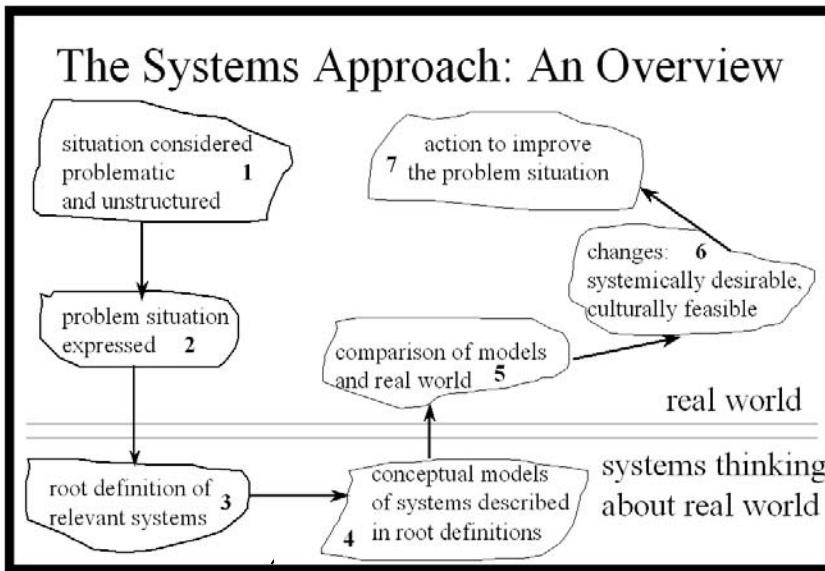 The Systems Approach: An Overview
situation considered
problematic 1
and unstructured
problem situation
expressed 2
root definition of
relevant systems 3
conceptual models
of systems described
4 in root definitions
comparison of models
and real world 5
changes: 6
systemically desirable,
culturally feasible
action to improve
7 the problem situation
real world
systems thinking
about real world